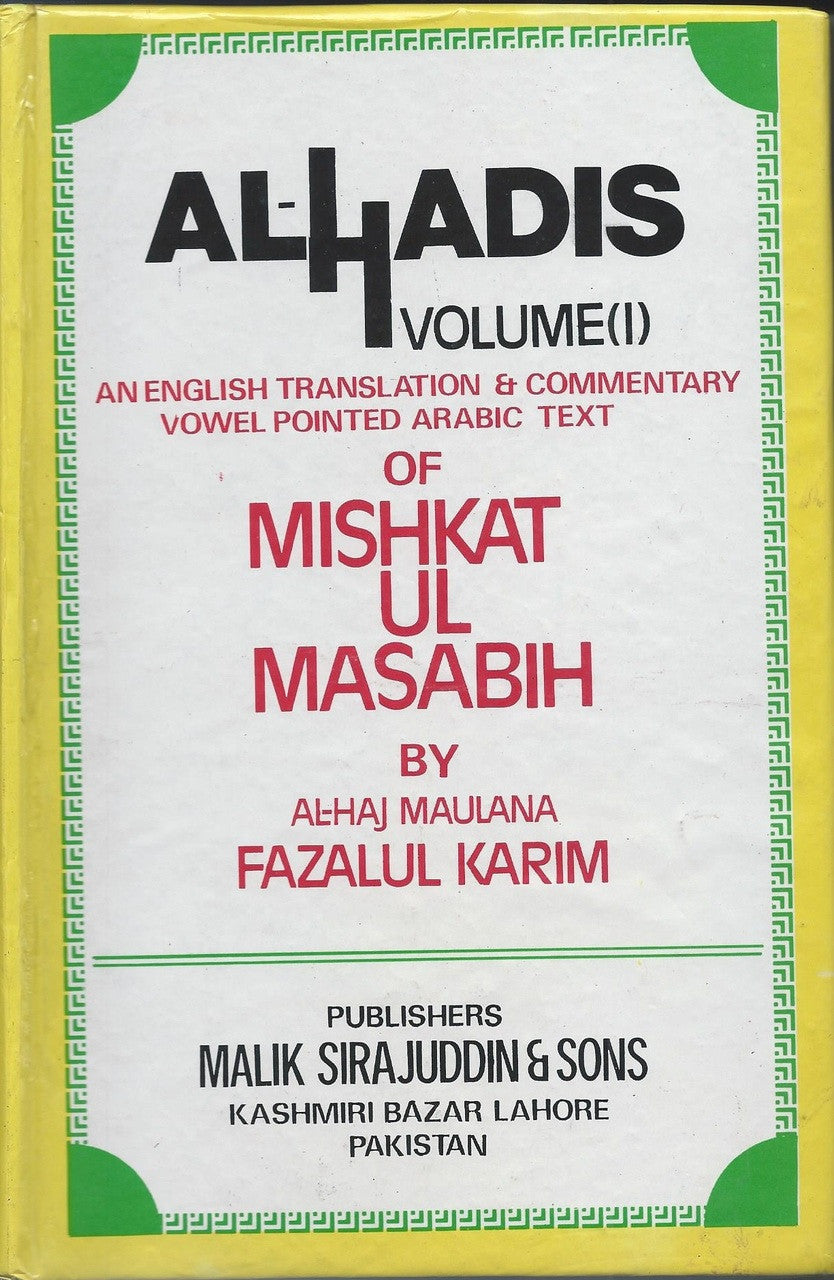 AL-HADIS
VOLUME(I)
AN ENGLISH TRANSLATION & COMMENTARY
VOWEL POINTED ARABIC TEXT
OF
MISHKAT
UL
MASABIH
BY
AL-HAJ MAULANA
FAZALUL KARIM
PUBLISHERS
MALIK SIRAJUDDIN & SONS
KASHMIRI BAZAR LAHORE
PAKISTAN